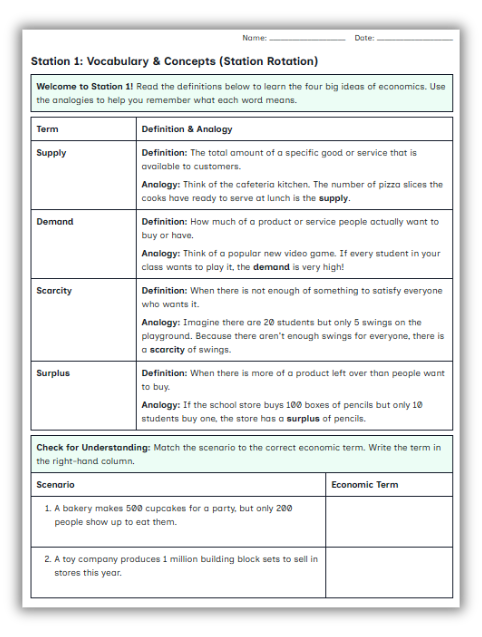 Name: Date:
Station 1: Vocabulary & Concepts (Station Rotation)
Welcome to Station 1! Read the definitions below to learn the four big ideas of economics. Use
the analogies to help you remember what each word means.
Term Definition & Analogy
Supply Definition: The total amount of a specific good or service that is
available to customers.
Analogy: Think of the cafeteria kitchen. The number of pizza slices the
cooks have ready to serve at lunch is the supply.
Demand Definition: How much of a product or service people actually want to
buy or have.
Analogy: Think of a popular new video game. If every student in your
class wants to play it, the demand is very high!
Scarcity Definition: When there is not enough of something to satisfy everyone
who wants it.
Analogy: Imagine there are 20 students but only 5 swings on the
playground. Because there aren't enough swings for everyone, there is
a scarcity of swings.
Surplus Definition: When there is more of a product left over than people want
to buy.
Analogy: If the school store buys 100 boxes of pencils but only 10
students buy one, the store has a surplus of pencils.
Check for Understanding: Match the scenario to the correct economic term. Write the term in
the right-hand column.
Scenario Economic Term
1. A bakery makes 500 cupcakes for a party, but only 200
people show up to eat them.
2. A toy company produces 1 million building block sets to sell in
stores this year.